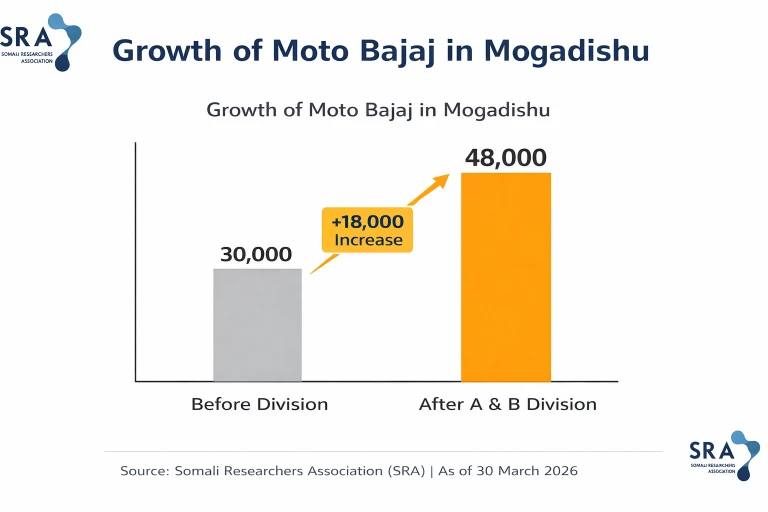 SRA
SOMALI RESEARCHERS
ASSOCIATION
Growth of Moto Bajaj in Mogadishu
Growth of Moto Bajaj in Mogadishu
48,000
+18,000
Increase
30,000
Before Division
After A & B Division
SRA
SOMALI RESEARCHERS
ASSOCIATION
Source: Somali Researchers Association (SRA) | As of 30 March 2026